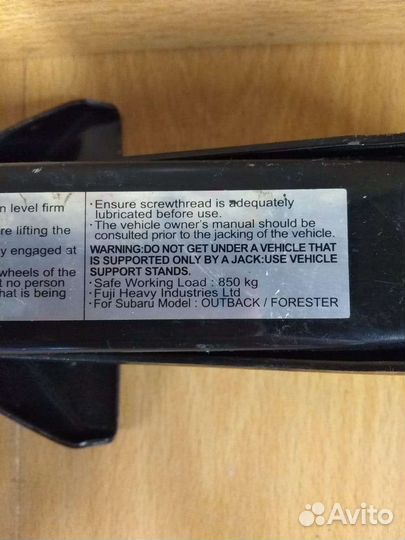 n level firm
re lifting the
y engaged at
wheels of the
t no person
hat is being
· Ensure screwthread is adequately
lubricated before use.
· The vehicle owner's manual should be
consulted prior to the jacking of the vehicle.
WARNING:DO NOT GET UNDER A VEHICLE THAT
IS SUPPORTED ONLY BY A JACK:USE VEHICLE
SUPPORT STANDS.
· Safe Working Load : 850 kg
· Fuji Heavy Industries Ltd
· For Subaru Model : OUTBACK / FORESTER
Avito